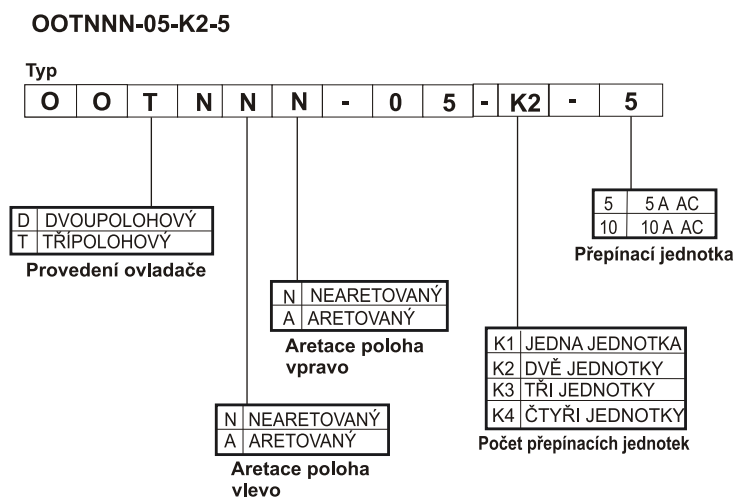 OOTNNN-05-K2-5
Typ
O O T N N N - 0 5 - K2 - 5
D DVOUPOLOHOVÝ
T TŘÍPOLOHOVÝ
Provedení ovladače
5 5 A AC
10 10 A AC
Přepínací jednotka
N NEARETOVANÝ
A ARETOVANÝ
Aretace poloha
vpravo
K1 JEDNA JEDNOTKA
K2 DVĚ JEDNOTKY
K3 TŘI JEDNOTKY
K4 ČTYŘI JEDNOTKY
Počet přepínacích jednotek
N NEARETOVANÝ
A ARETOVANÝ
Aretace poloha
vlevo